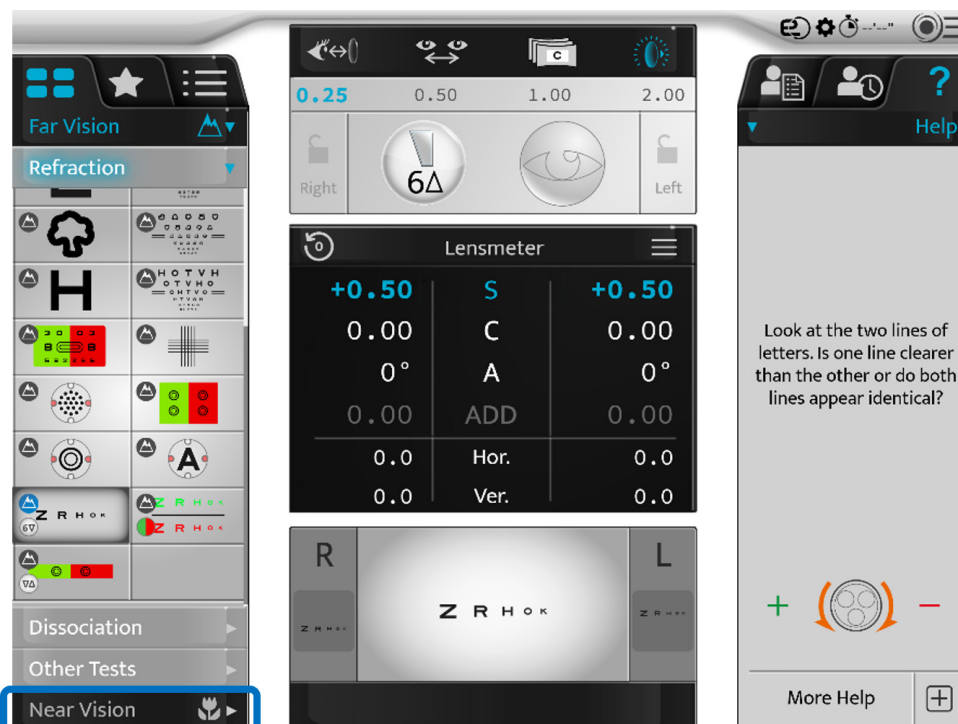 --'--"
0.25 0.50 1.00 2.00
C
Right 6Δ Left
Far Vision
Refraction
H
H O T V H
A
Z R H O K
6∇
Z R H O K
Z R H O K
∇Δ
Dissociation
Other Tests
Near Vision
0 Lensmeter
+0.50 S +0.50
0.00 C 0.00
0° A 0°
0.00 ADD 0.00
0.0 Hor. 0.0
0.0 Ver. 0.0
R L
Z R H O K Z R H O K Z R H O K
?
Help
Look at the two lines of
letters. Is one line clearer
than the other or do both
lines appear identical?
+ −
More Help +